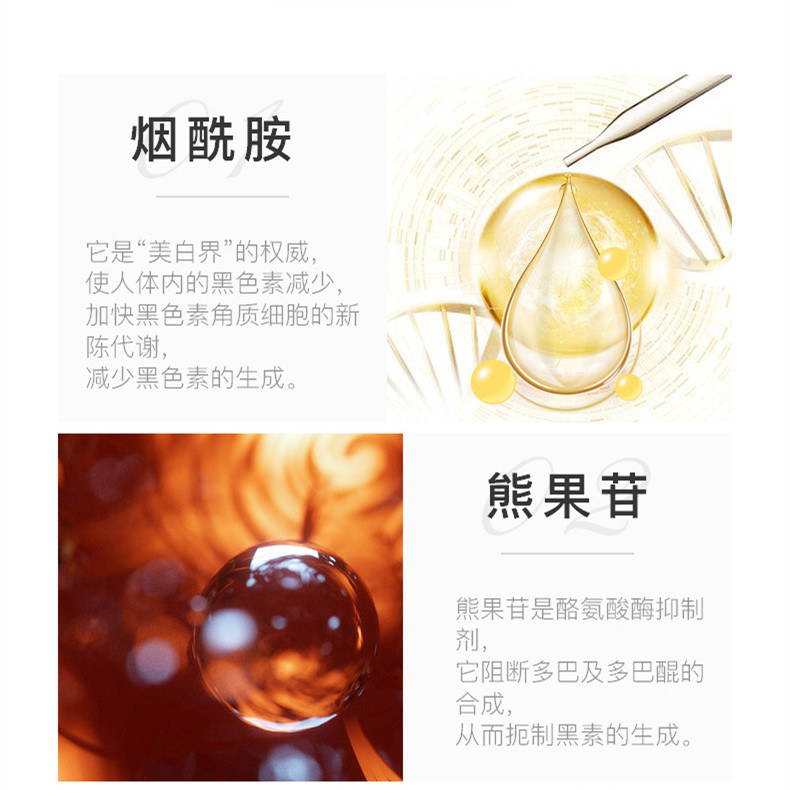 01
烟酰胺
它是“美白界”的权威,
使人体内的黑色素减少,
加快黑色素角质细胞的新
陈代谢,
减少黑色素的生成。
02
熊果苷
熊果苷是酪氨酸酶抑制
剂,
它阻断多巴及多巴醌的
合成,
从而扼制黑素的生成。